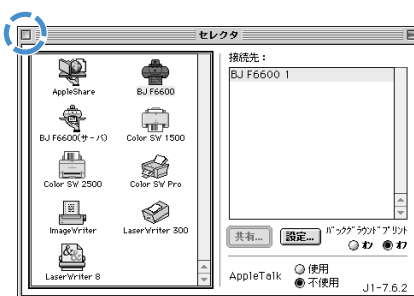 セレクタ
接続先：
BJ F6600 1
AppleShare
BJ F6600
BJ F6600(サーバ)
Color SW 1500
Color SW 2500
Color SW Pro
ImageWriter
LaserWriter 300
LaserWriter 8
共有...
設定...
バックグラウンドプリント
オン
オフ
AppleTalk
使用
不使用
J1-7.6.2